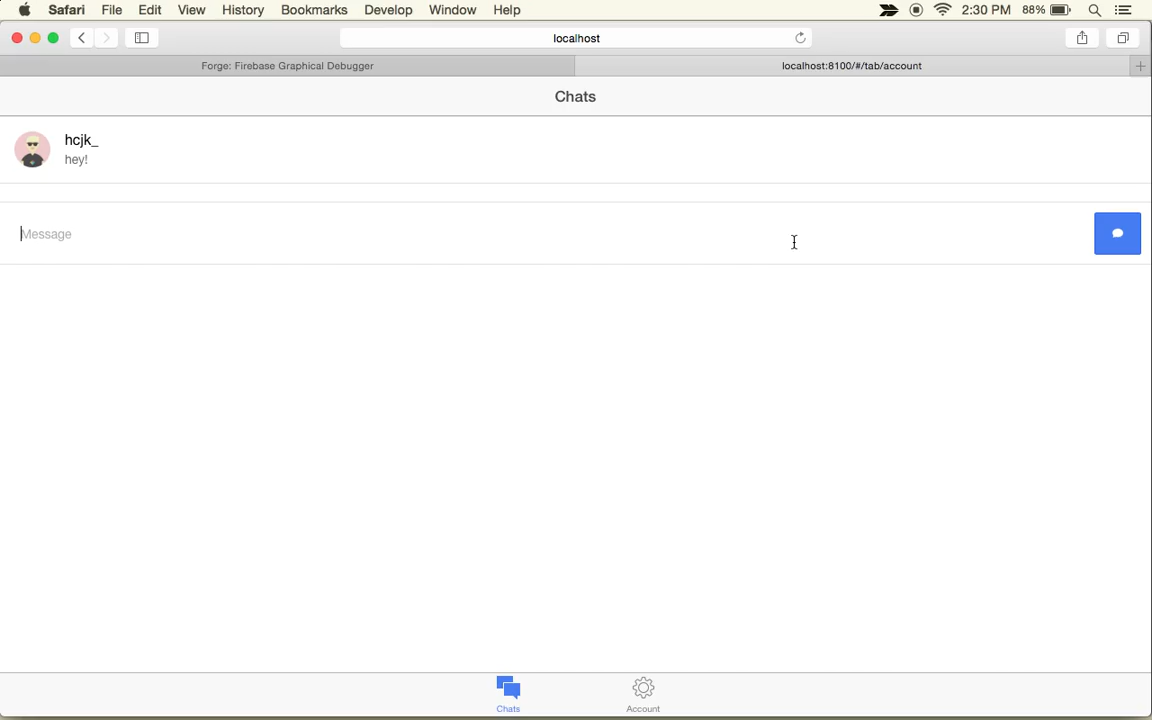 Safari File Edit View History Bookmarks Develop Window Help 2:30 PM 88%
localhost
Forge: Firebase Graphical Debugger localhost:8100/#/tab/account
Chats
hcjk_
hey!
Message
Chats Account